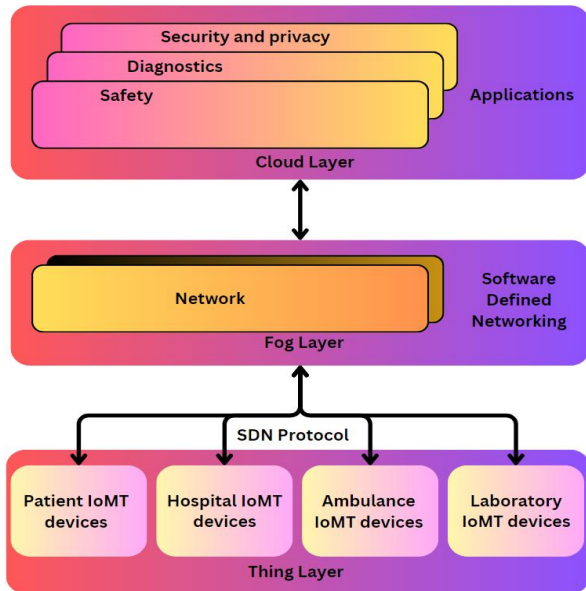 Security and privacy
Diagnostics
Safety
Applications
Cloud Layer
Network
Software
Defined
Networking
Fog Layer
SDN Protocol
Patient IoMT
devices
Hospital IoMT
devices
Ambulance
IoMT devices
Laboratory
IoMT devices
Thing Layer